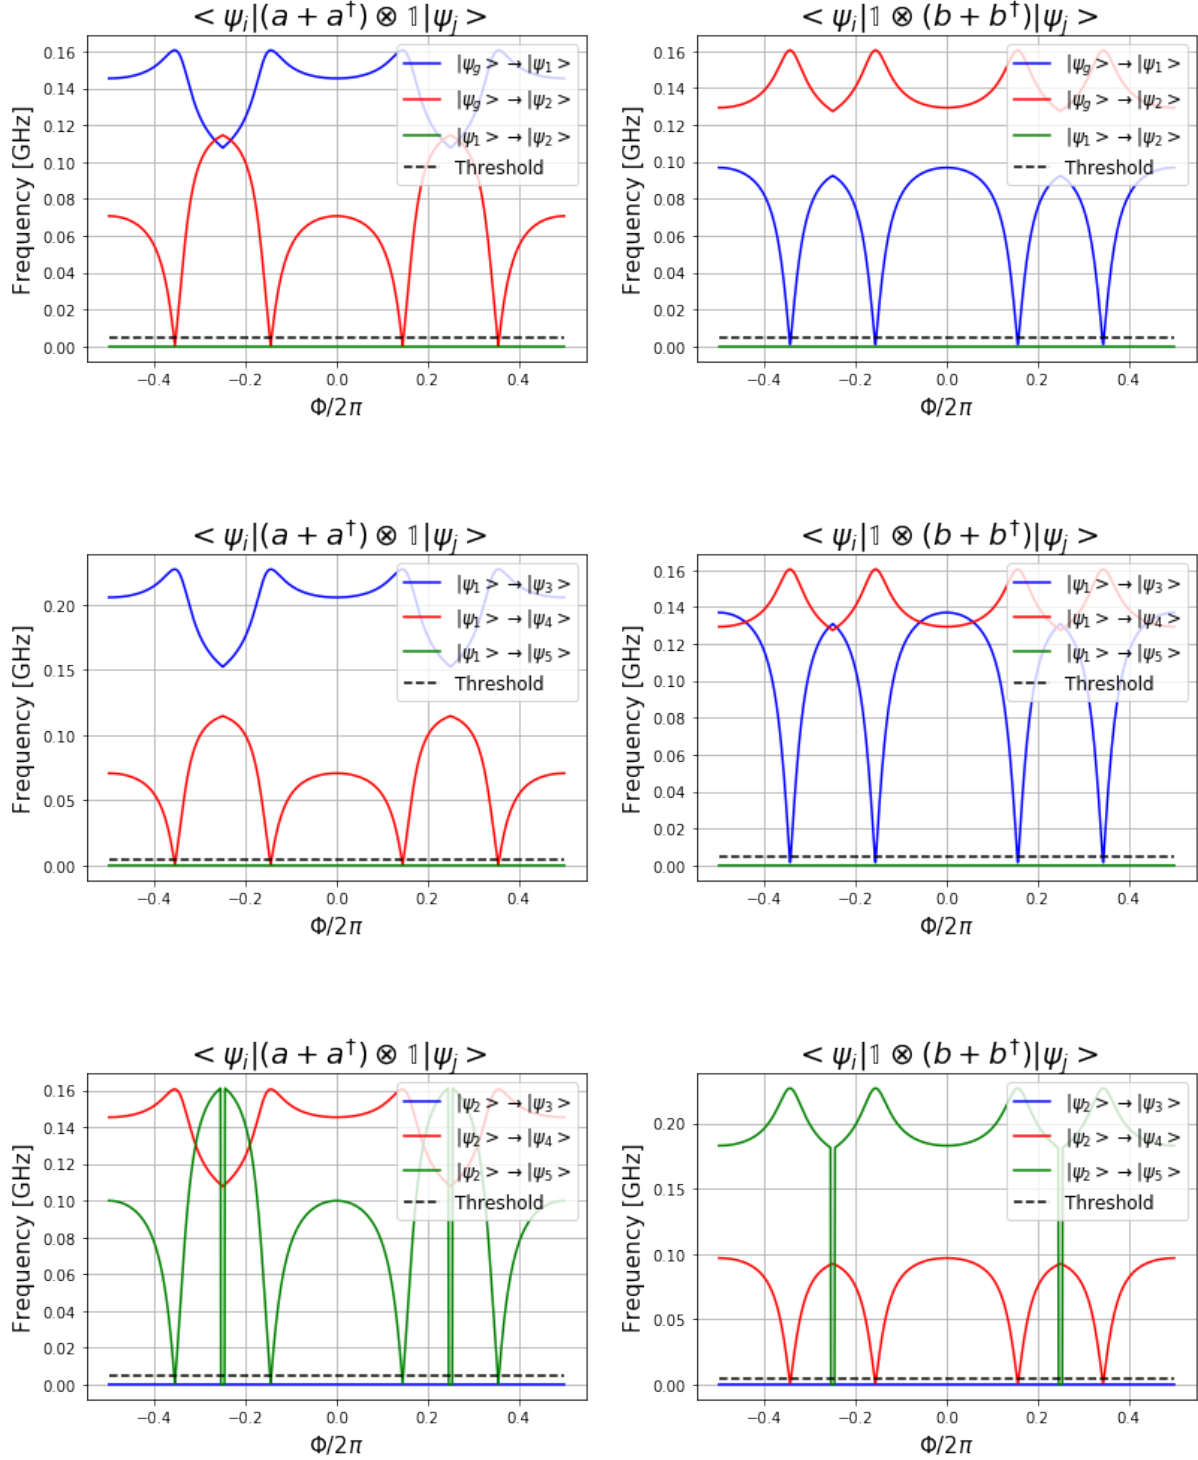 < ψi|(a + a†) ⊗ 𝟙|ψj >
Frequency [GHz]
0.16
0.14
0.12
0.10
0.08
0.06
0.04
0.02
0.00
−0.4
−0.2
0.0
0.2
0.4
Φ/2π
|ψg > → |ψ1 >
|ψg > → |ψ2 >
|ψ1 > → |ψ2 >
Threshold
< ψi|𝟙 ⊗ (b + b†)|ψj >
Frequency [GHz]
0.16
0.14
0.12
0.10
0.08
0.06
0.04
0.02
0.00
−0.4
−0.2
0.0
0.2
0.4
Φ/2π
|ψg > → |ψ1 >
|ψg > → |ψ2 >
|ψ1 > → |ψ2 >
Threshold
< ψi|(a + a†) ⊗ 𝟙|ψj >
Frequency [GHz]
0.20
0.15
0.10
0.05
0.00
−0.4
−0.2
0.0
0.2
0.4
Φ/2π
|ψ1 > → |ψ3 >
|ψ1 > → |ψ4 >
|ψ1 > → |ψ5 >
Threshold
< ψi|𝟙 ⊗ (b + b†)|ψj >
Frequency [GHz]
0.16
0.14
0.12
0.10
0.08
0.06
0.04
0.02
0.00
−0.4
−0.2
0.0
0.2
0.4
Φ/2π
|ψ1 > → |ψ3 >
|ψ1 > → |ψ4 >
|ψ1 > → |ψ5 >
Threshold
< ψi|(a + a†) ⊗ 𝟙|ψj >
Frequency [GHz]
0.16
0.14
0.12
0.10
0.08
0.06
0.04
0.02
0.00
−0.4
−0.2
0.0
0.2
0.4
Φ/2π
|ψ2 > → |ψ3 >
|ψ2 > → |ψ4 >
|ψ2 > → |ψ5 >
Threshold
< ψi|𝟙 ⊗ (b + b†)|ψj >
Frequency [GHz]
0.20
0.15
0.10
0.05
0.00
−0.4
−0.2
0.0
0.2
0.4
Φ/2π
|ψ2 > → |ψ3 >
|ψ2 > → |ψ4 >
|ψ2 > → |ψ5 >
Threshold